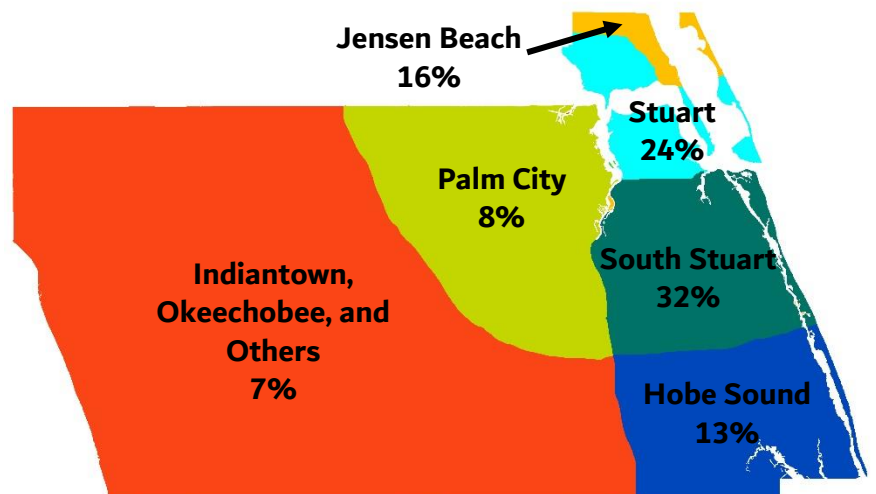 Jensen Beach
16%
Stuart
24%
Palm City
8%
South Stuart
32%
Indiantown,
Okeechobee, and
Others
7%
Hobe Sound
13%